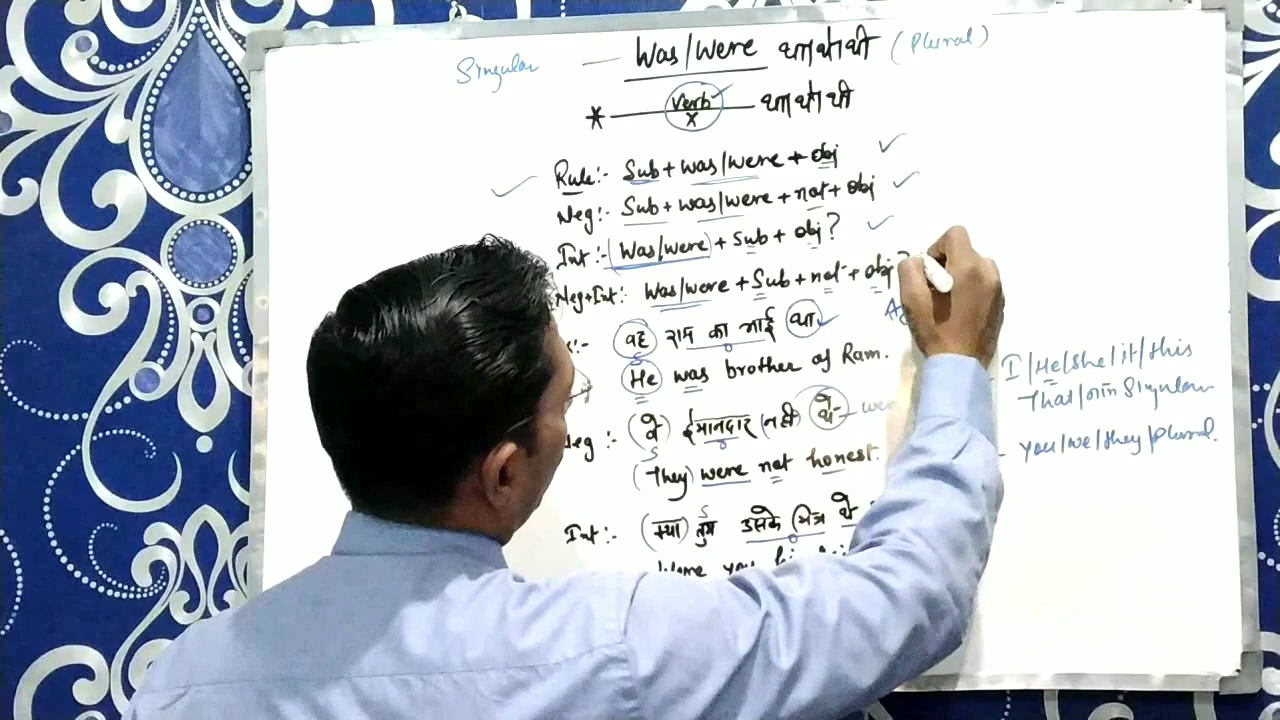 Singular — Was/Were था/थे/थी (Plural)
* verb x था/थे/थी
Rule:- Sub + was/were + obj
Neg:- Sub + was/were + not + obj
Int:- (Was/were) + Sub + obj?
Neg+Int:- Was/were + Sub + not + obj?
:- वह राम का भाई था
He was brother of Ram.
I/He/She/it/this
That/नाम Singular
Neg:- (वे) ईमानदार (नही) थे -
(They) were not honest.
You/we/they/plural.
Int:- (क्या) तुम उसके मित्र थे
Were you